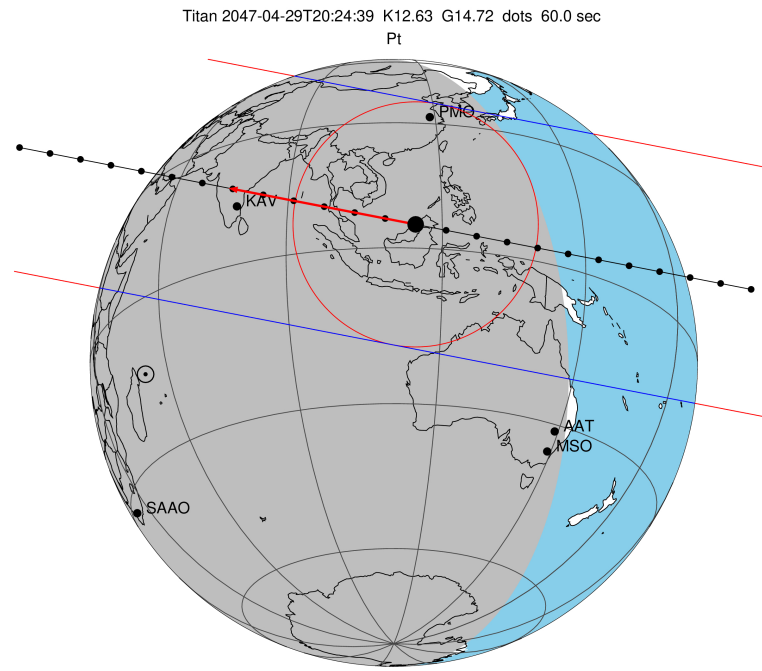 Titan 2047-04-29T20:24:39 K12.63 G14.72 dots 60.0 sec
Pt
PMO
KAV
AAT
MSO
SAAO